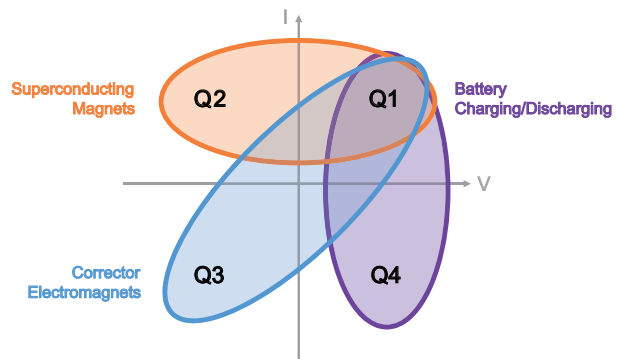 I
Superconducting
Magnets
Q2
Q1
Battery
Charging/Discharging
V
Corrector
Electromagnets
Q3
Q4